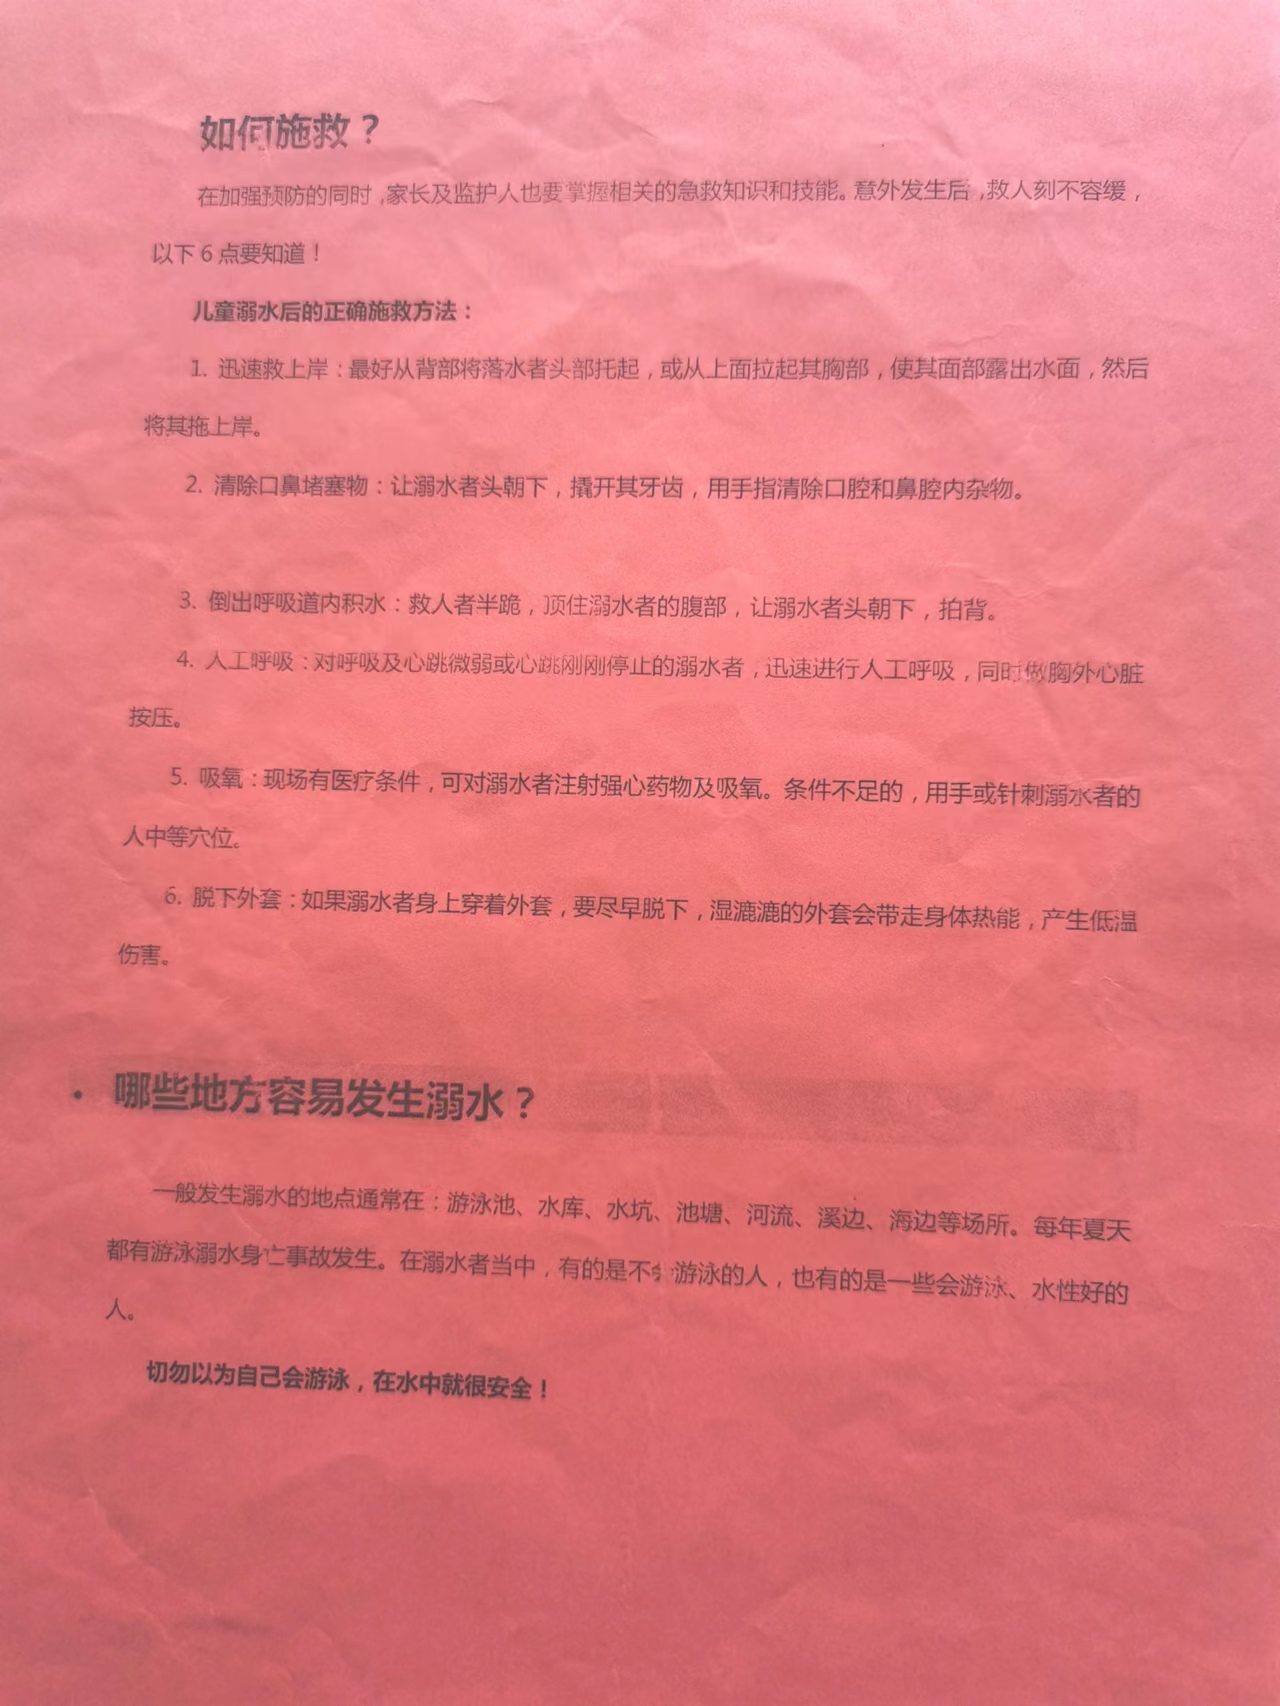 如何施救？
在加强预防的同时,家长及监护人也要掌握相关的急救知识和技能。意外发生后,救人刻不容缓，
以下 6 点要知道！
儿童溺水后的正确施救方法：
1. 迅速救上岸：最好从背部将落水者头部托起，或从上面拉起其胸部，使其面部露出水面，然后
将其拖上岸。
2. 清除口鼻堵塞物：让溺水者头朝下，撬开其牙齿，用手指清除口腔和鼻腔内杂物。
3. 倒出呼吸道内积水：救人者半跪，顶住溺水者的腹部，让溺水者头朝下，拍背。
4. 人工呼吸：对呼吸及心跳微弱或心跳刚刚停止的溺水者，迅速进行人工呼吸，同时做胸外心脏
按压。
5. 吸氧：现场有医疗条件，可对溺水者注射强心药物及吸氧。条件不足的，用手或针刺溺水者的
人中等穴位。
6. 脱下外套：如果溺水者身上穿着外套，要尽早脱下，湿漉漉的外套会带走身体热能，产生低温
伤害。
• 哪些地方容易发生溺水？
一般发生溺水的地点通常在：游泳池、水库、水坑、池塘、河流、溪边、海边等场所。每年夏天
都有游泳溺水身亡事故发生。在溺水者当中，有的是不会游泳的人，也有的是一些会游泳、水性好的
人。
切勿以为自己会游泳，在水中就很安全！